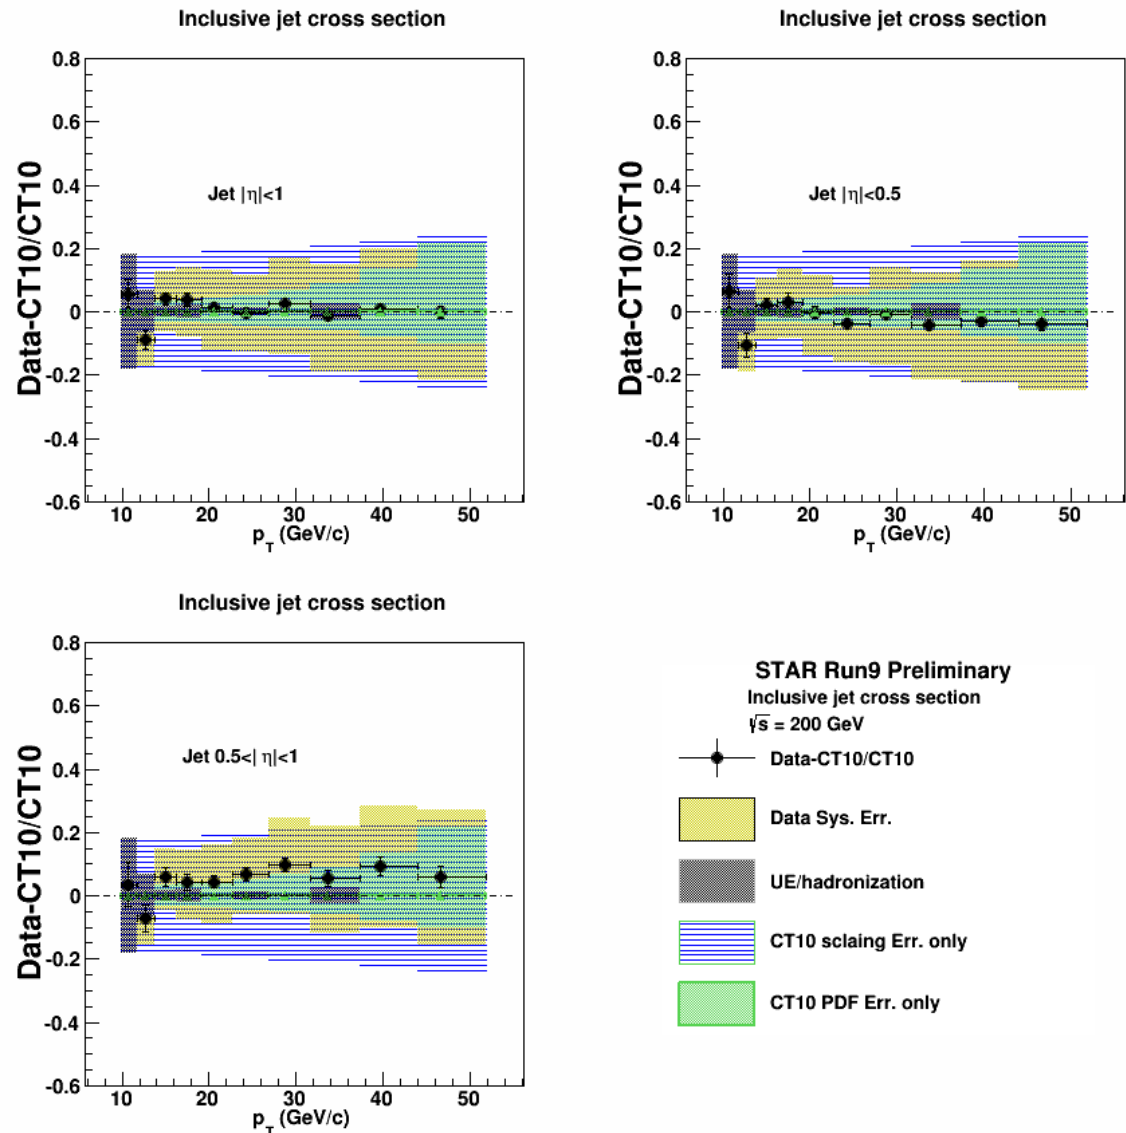 Inclusive jet cross section
Data-CT10/CT10
0.8
0.6
0.4
0.2
0
-0.2
-0.4
-0.6
Jet |η|<1
10 20 30 40 50
p_T (GeV/c)
Inclusive jet cross section
Data-CT10/CT10
0.8
0.6
0.4
0.2
0
-0.2
-0.4
-0.6
Jet |η|<0.5
10 20 30 40 50
p_T (GeV/c)
Inclusive jet cross section
Data-CT10/CT10
0.8
0.6
0.4
0.2
0
-0.2
-0.4
-0.6
Jet 0.5<| η|<1
10 20 30 40 50
p_T (GeV/c)
STAR Run9 Preliminary
Inclusive jet cross section
√s = 200 GeV
Data-CT10/CT10
Data Sys. Err.
UE/hadronization
CT10 sclaing Err. only
CT10 PDF Err. only